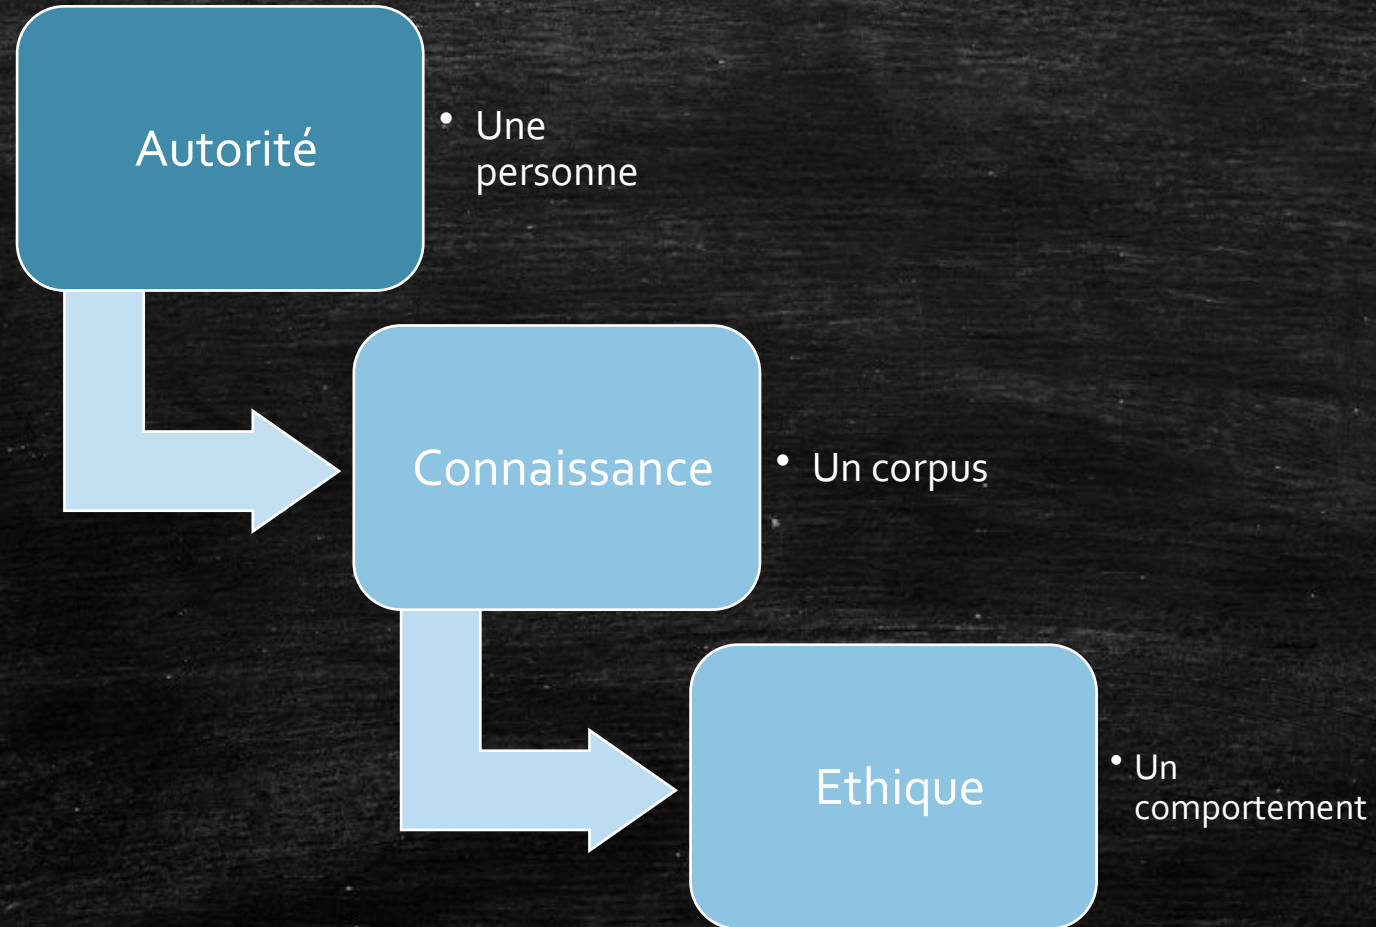 Autorité
• Une
personne
Connaissance
• Un corpus
Ethique
• Un
comportement